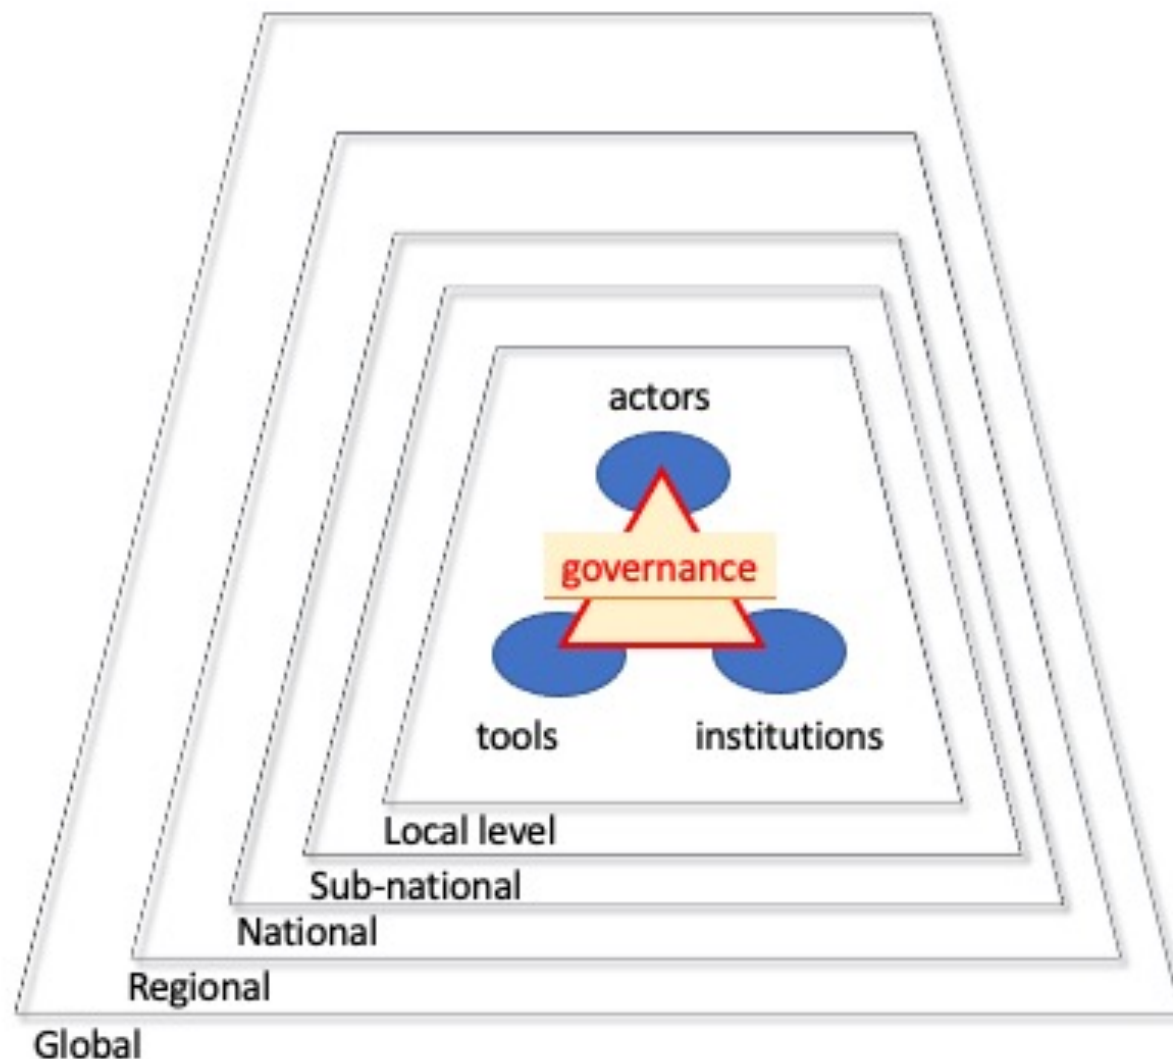 actors
governance
tools
institutions
Local level
Sub-national
National
Regional
Global